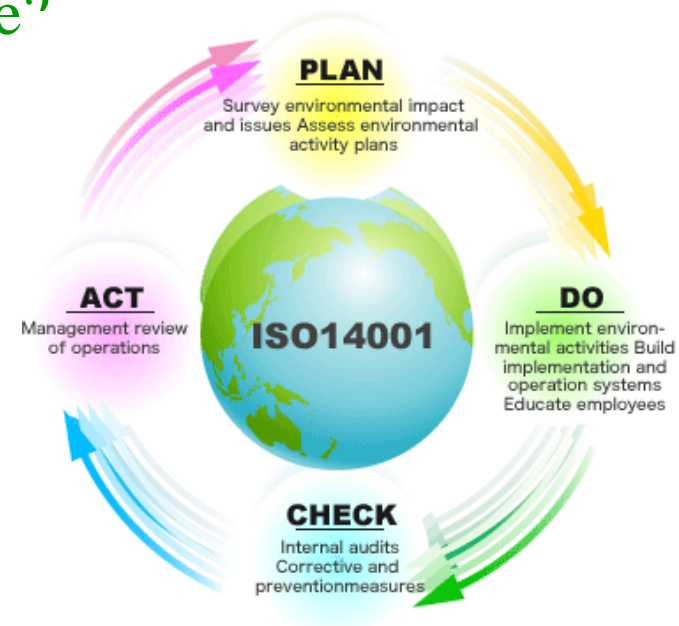 e
PLAN
Survey environmental impact
and issues Assess environmental
activity plans
ACT
Management review
of operations
ISO14001
DO
Implement environ-
mental activities Build
implementation and
operation systems
Educate employees
CHECK
Internal audits
Corrective and
preventionmeasures